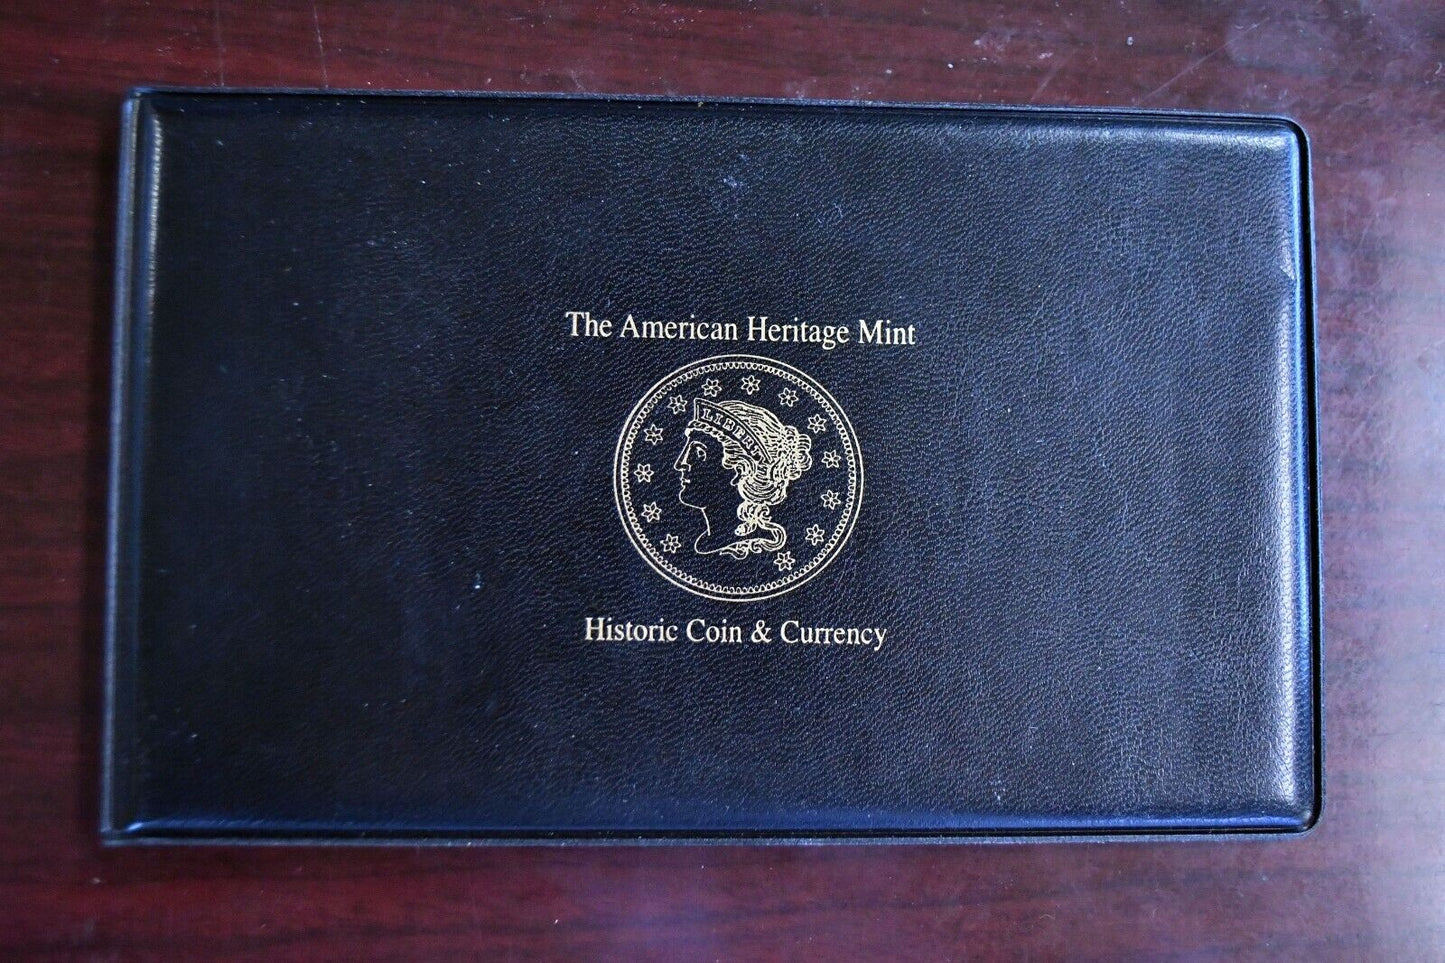 The American Heritage Mint
LIBERTY
Historic Coin & Currency